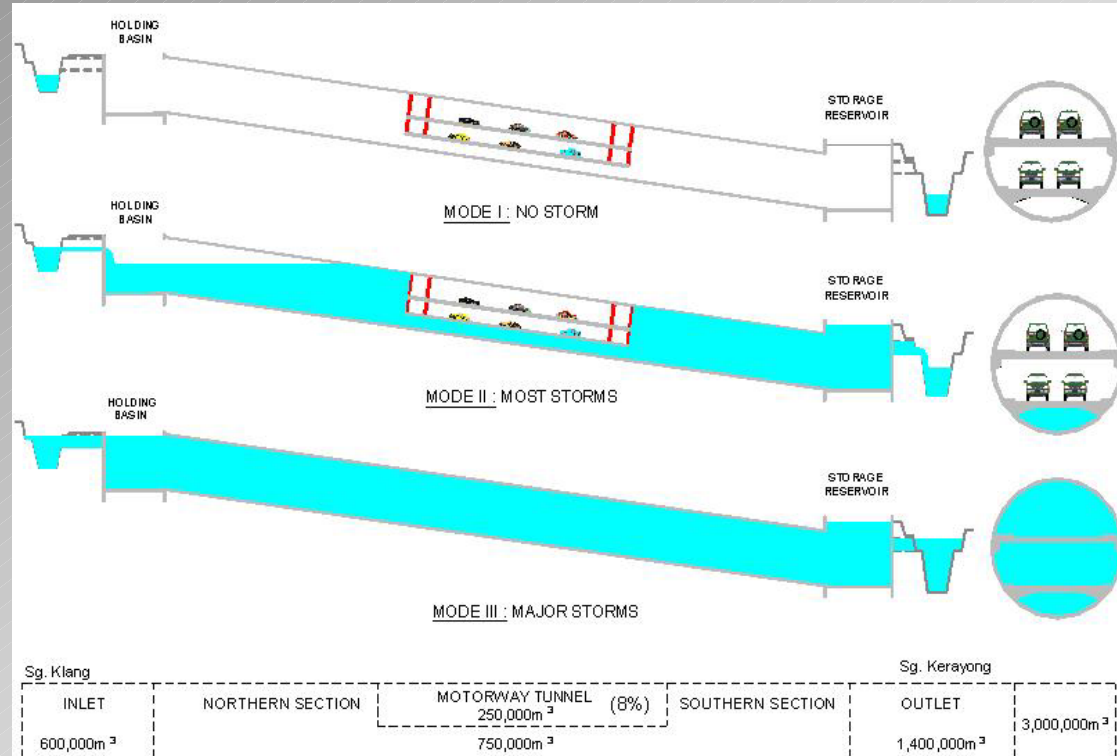 HOLDING
BASIN
STORAGE
RESERVOIR
MODE I : NO STORM
HOLDING
BASIN
STORAGE
RESERVOIR
MODE II : MOST STORMS
HOLDING
BASIN
STORAGE
RESERVOIR
MODE III : MAJOR STORMS
Sg. Klang
Sg. Kerayong
INLET
600,000m³
NORTHERN SECTION
MOTORWAY TUNNEL
250,000m³
(8%)
750,000m³
SOUTHERN SECTION
OUTLET
1,400,000m³
3,000,000m³